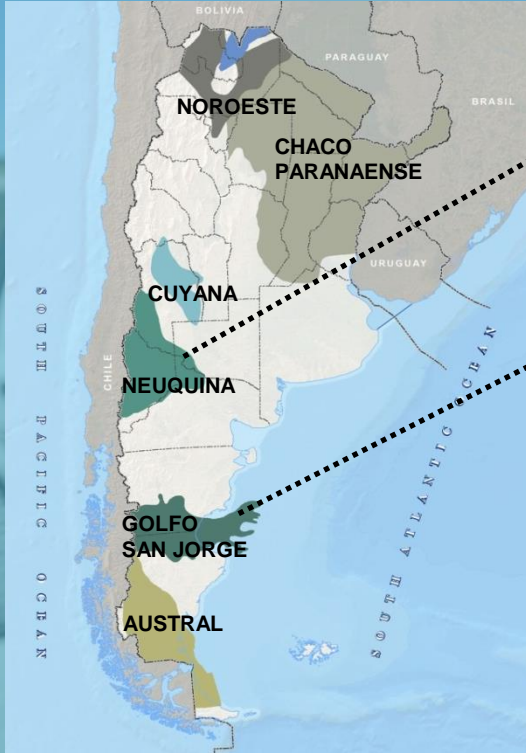 BOLIVIA
PARAGUAY
NOROESTE
BRASIL
CHACO
PARANAENSE
URUGUAY
CUYANA
SOUTH PACIFIC OCEAN
CHILE
NEUQUINA
SOUTH ATLANTIC OCEAN
GOLFO
SAN JORGE
AUSTRAL